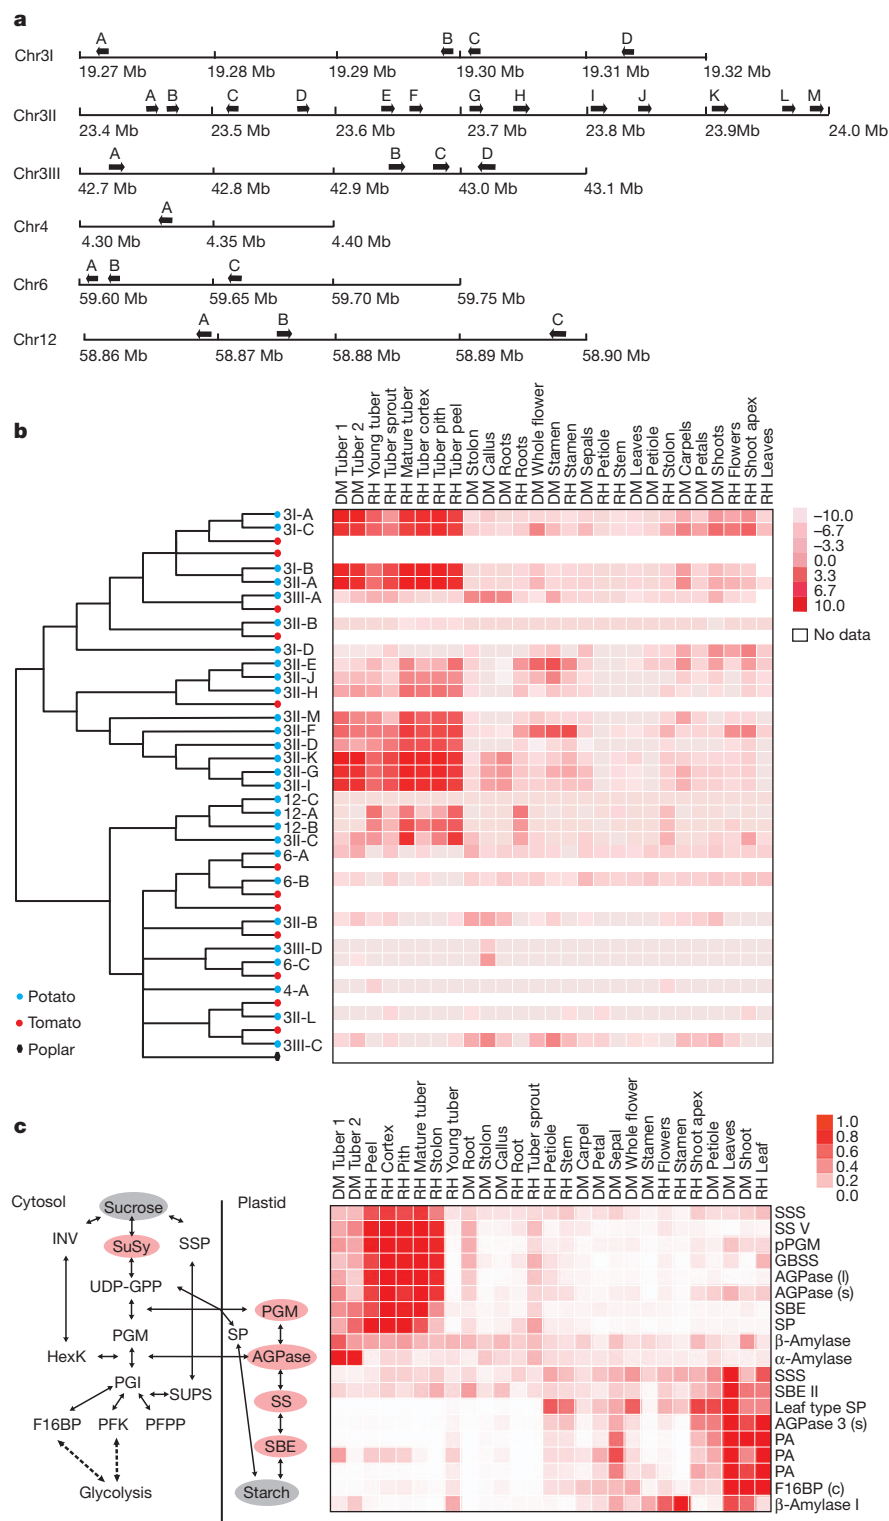 a
Chr3I
A B C D
19.27 Mb 19.28 Mb 19.29 Mb 19.30 Mb 19.31 Mb 19.32 Mb
Chr3II
A B C D E F G H I J K L M
23.4 Mb 23.5 Mb 23.6 Mb 23.7 Mb 23.8 Mb 23.9Mb 24.0 Mb
Chr3III
A B C D
42.7 Mb 42.8 Mb 42.9 Mb 43.0 Mb 43.1 Mb
Chr4
A
4.30 Mb 4.35 Mb 4.40 Mb
Chr6
A B C
59.60 Mb 59.65 Mb 59.70 Mb 59.75 Mb
Chr12
A B C
58.86 Mb 58.87 Mb 58.88 Mb 58.89 Mb 58.90 Mb
b
DM Tuber 1
DM Tuber 2
RH Young tuber
RH Tuber sprout
RH Mature tuber
RH Tuber cortex
RH Tuber pith
RH Tuber peel
DM Stolon
DM Callus
DM Roots
RH Roots
DM Whole flower
DM Stamen
RH Stamen
DM Sepals
RH Petiole
RH Stem
DM Leaves
DM Petiole
RH Stolon
DM Carpels
DM Petals
DM Shoots
RH Flowers
RH Shoot apex
RH Leaves
3I-A
3I-C
3I-B
3II-A
3III-A
3II-B
3I-D
3II-E
3II-J
3II-H
3II-M
3II-F
3II-D
3II-K
3II-G
3II-I
12-C
12-A
12-B
3II-C
6-A
6-B
3II-B
3III-D
6-C
4-A
3II-L
3III-C
–10.0
–6.7
–3.3
0.0
3.3
6.7
10.0
No data
Potato
Tomato
Poplar
c
DM Tuber 1
DM Tuber 2
RH Peel
RH Cortex
RH Pith
RH Mature tuber
RH Stolon
RH Young tuber
DM Root
DM Stolon
DM Callus
RH Root
RH Tuber sprout
RH Petiole
RH Stem
DM Carpel
DM Petal
DM Sepal
DM Whole flower
DM Stamen
RH Flowers
RH Stamen
RH Shoot apex
DM Petiole
DM Leaves
DM Shoot
RH Leaf
1.0
0.8
0.6
0.4
0.2
0.0
Cytosol
Plastid
Sucrose
INV
SuSy
SSP
UDP-GPP
PGM
SP
PGM
HexK
AGPase
PGI
SUPS
SS
F16BP
PFK
PFPP
SBE
Glycolysis
Starch
SSS
SS V
pPGM
GBSS
AGPase (l)
AGPase (s)
SBE
SP
β-Amylase
α-Amylase
SSS
SBE II
Leaf type SP
AGPase 3 (s)
PA
PA
PA
F16BP (c)
β-Amylase I